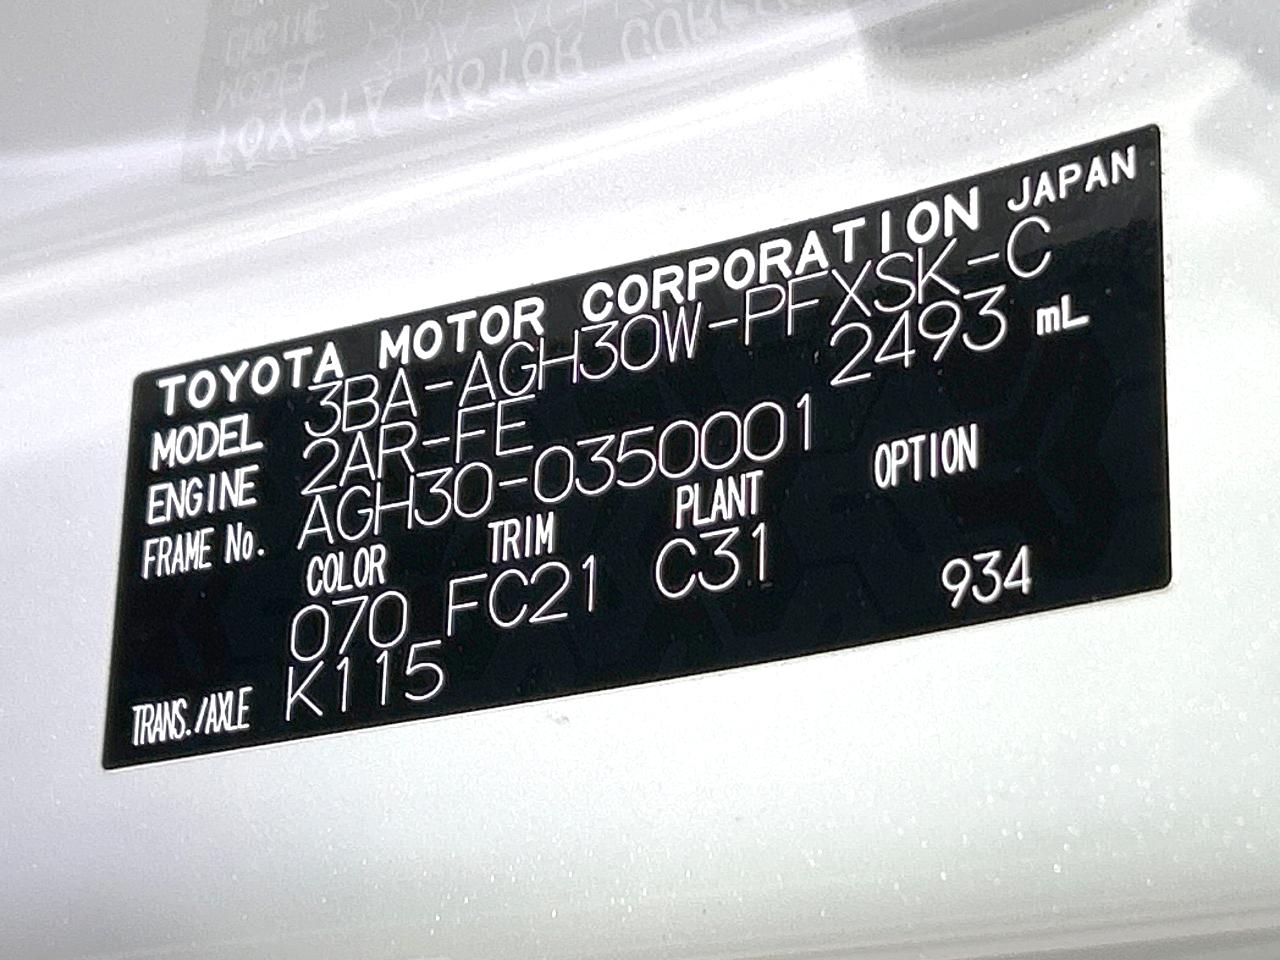 TOYOTA MOTOR CORPORATION JAPAN
MODEL 3BA-AGH30W-PFXSK-C
ENGINE 2AR-FE 2493 mL
FRAME No. AGH30-0350001
COLOR TRIM PLANT OPTION
070 FC21 C31
934
TRANS./AXLE K115